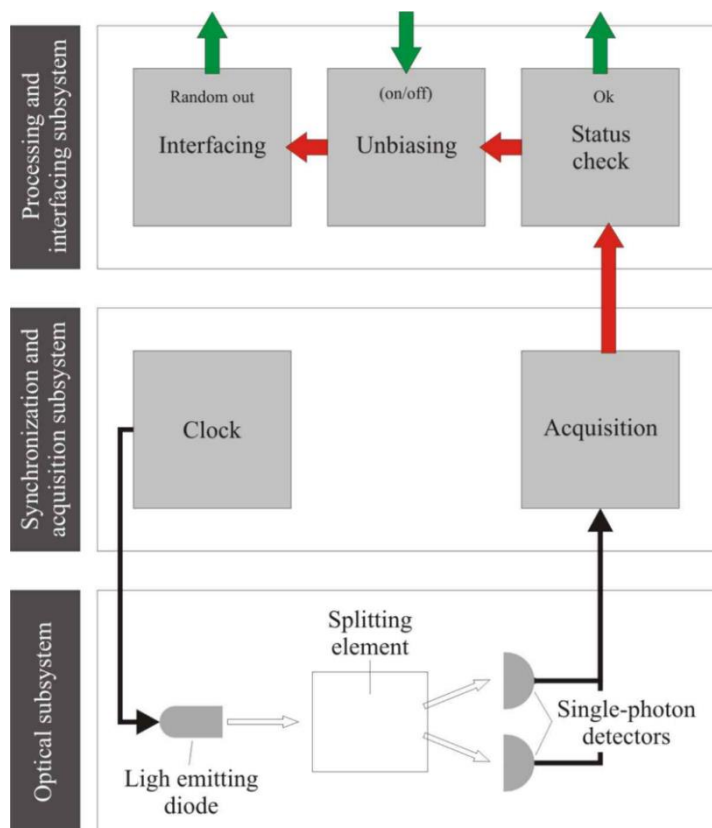 Processing and
interfacing subsystem
Random out
Interfacing
(on/off)
Unbiasing
Ok
Status
check
Synchronization and
acquisition subsystem
Clock
Acquisition
Optical subsystem
Splitting
element
Ligh emitting
diode
Single-photon
detectors